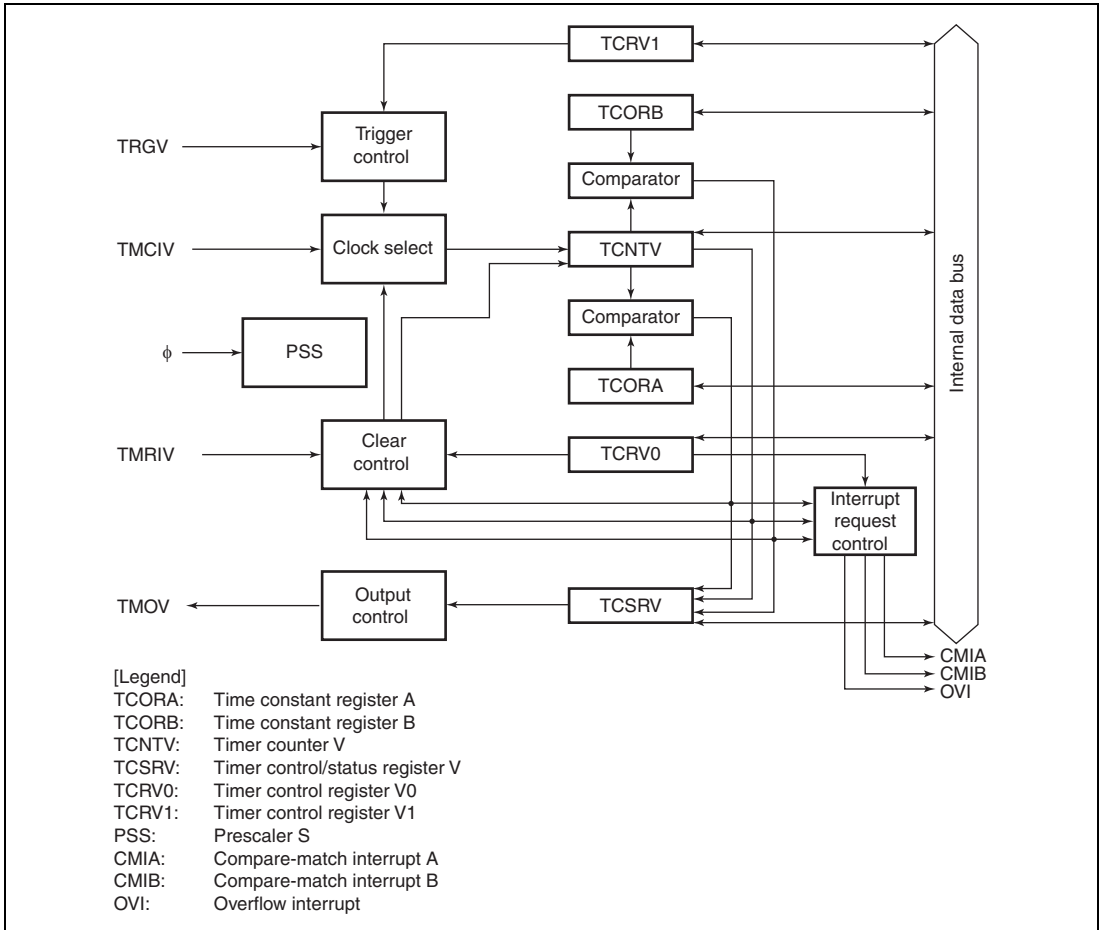 TCRV1
TCORB
Trigger
control
TRGV
Comparator
TMCIV
Clock select
TCNTV
Internal data bus
Comparator
φ
PSS
TCORA
TMRIV
Clear
control
TCRV0
Interrupt
request
control
TMOV
Output
control
TCSRV
CMIA
CMIB
OVI
[Legend]
TCORA: Time constant register A
TCORB: Time constant register B
TCNTV: Timer counter V
TCSRV: Timer control/status register V
TCRV0: Timer control register V0
TCRV1: Timer control register V1
PSS: Prescaler S
CMIA: Compare-match interrupt A
CMIB: Compare-match interrupt B
OVI: Overflow interrupt